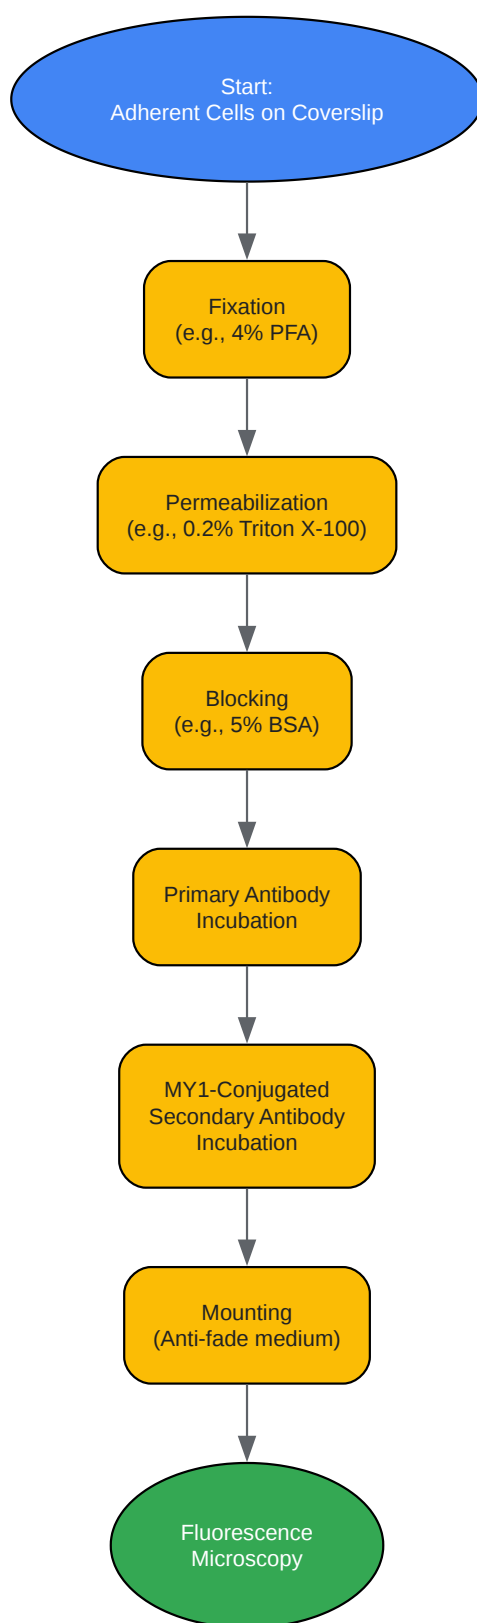 Start:
Adherent Cells on Coverslip
Fixation
(e.g., 4% PFA)
Permeabilization
(e.g., 0.2% Triton X-100)
Blocking
(e.g., 5% BSA)
Primary Antibody
Incubation
MY1-Conjugated
Secondary Antibody
Incubation
Mounting
(Anti-fade medium)
Fluorescence
Microscopy